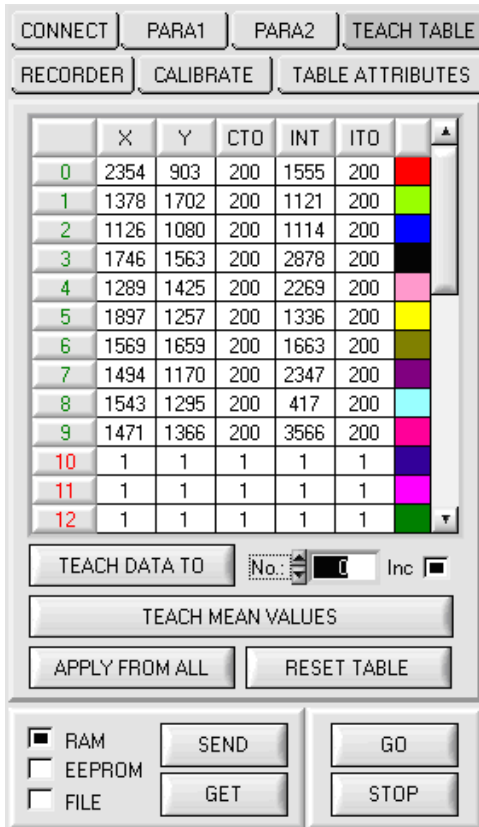 CONNECT PARA1 PARA2 TEACH TABLE
RECORDER CALIBRATE TABLE ATTRIBUTES
X Y CTO INT ITO
0 2354 903 200 1555 200
1 1378 1702 200 1121 200
2 1126 1080 200 1114 200
3 1746 1563 200 2878 200
4 1289 1425 200 2269 200
5 1897 1257 200 1336 200
6 1569 1659 200 1663 200
7 1494 1170 200 2347 200
8 1543 1295 200 417 200
9 1471 1366 200 3566 200
10 1 1 1 1 1
11 1 1 1 1 1
12 1 1 1 1 1
TEACH DATA TO No.: 0 Inc
TEACH MEAN VALUES
APPLY FROM ALL RESET TABLE
RAM SEND GO
EEPROM
FILE GET STOP